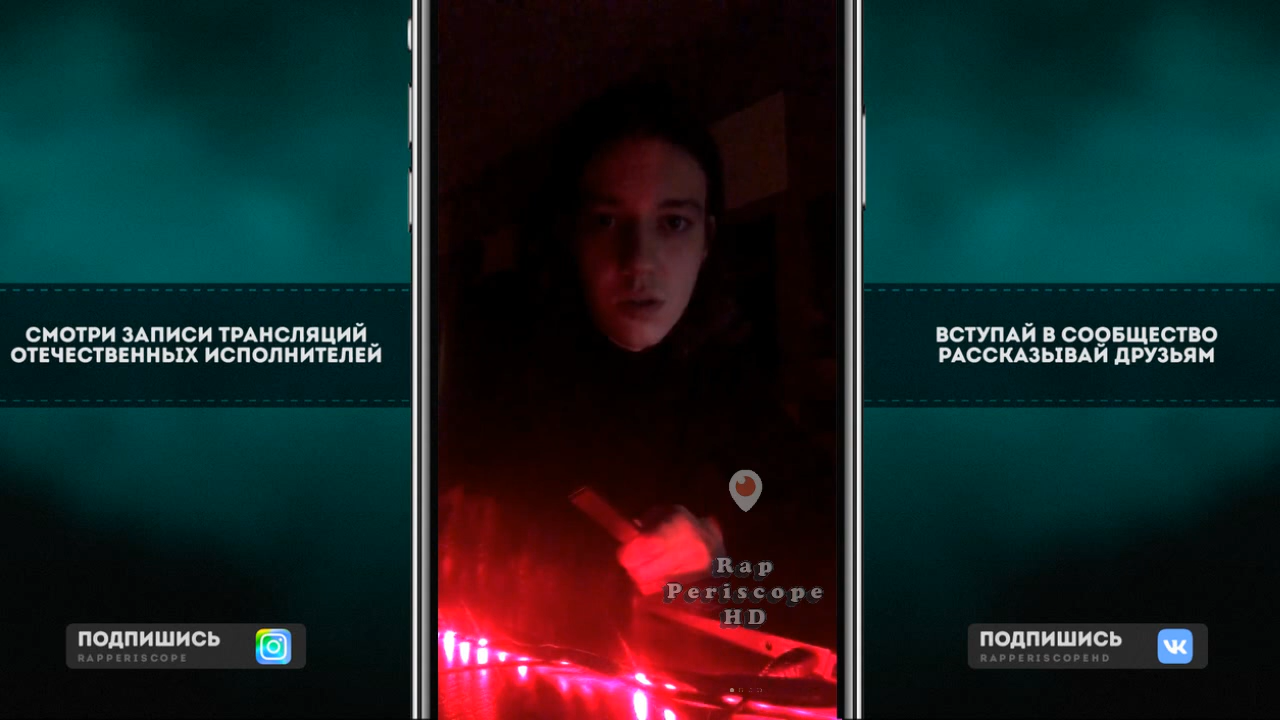 СМОТРИ ЗАПИСИ ТРАНСЛЯЦИЙ
ОТЕЧЕСТВЕННЫХ ИСПОЛНИТЕЛЕЙ
ВСТУПАЙ В СООБЩЕСТВО
РАССКАЗЫВАЙ ДРУЗЬЯМ
Rap
Periscope
HD
ПОДПИШИСЬ
RAPPERISCOPE
ПОДПИШИСЬ
RAPPERISCOPEHD